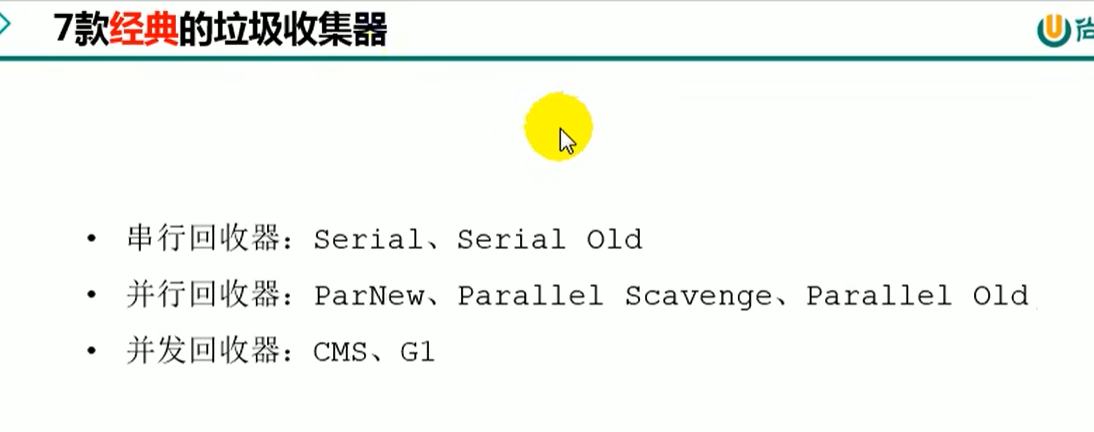 7款经典的垃圾收集器
尚
• 串行回收器：Serial、Serial Old
• 并行回收器：ParNew、Parallel Scavenge、Parallel Old
• 并发回收器：CMS、G1